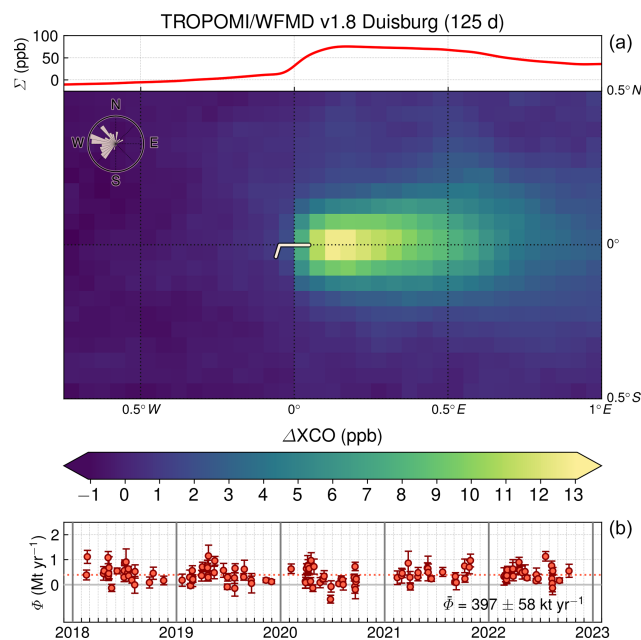 TROPOMI/WFMD v1.8 Duisburg (125 d)
(a)
100
50
0
Σ (ppb)
0.5°N
0°
0.5°S
N
W E
S
0.5°W 0° 0.5°E 1°E
ΔXCO (ppb)
−1 0 1 2 3 4 5 6 7 8 9 10 11 12 13
(b)
2
1
0
Φ (Mt yr⁻¹)
Φ̄ = 397 ± 58 kt yr⁻¹
2018 2019 2020 2021 2022 2023